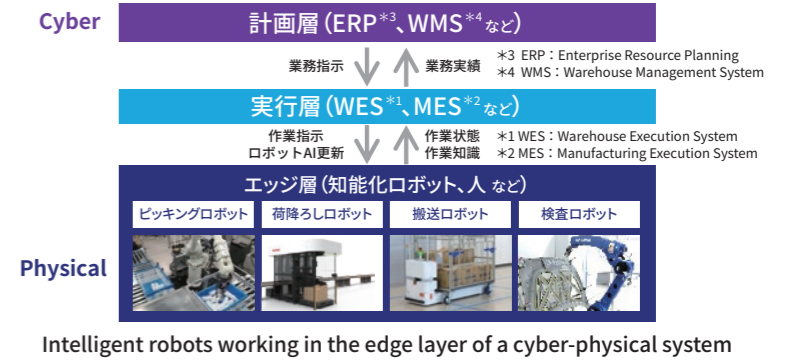 Cyber
計画層（ERP＊3、WMS＊4 など）
業務指示
業務実績
＊3 ERP：Enterprise Resource Planning
＊4 WMS：Warehouse Management System
実行層（WES＊1、MES＊2 など）
作業指示
ロボットAI更新
作業状態
作業知識
＊1 WES：Warehouse Execution System
＊2 MES：Manufacturing Execution System
エッジ層（知能化ロボット、人 など）
ピッキングロボット
荷降ろしロボット
搬送ロボット
検査ロボット
Physical
Intelligent robots working in the edge layer of a cyber-physical system